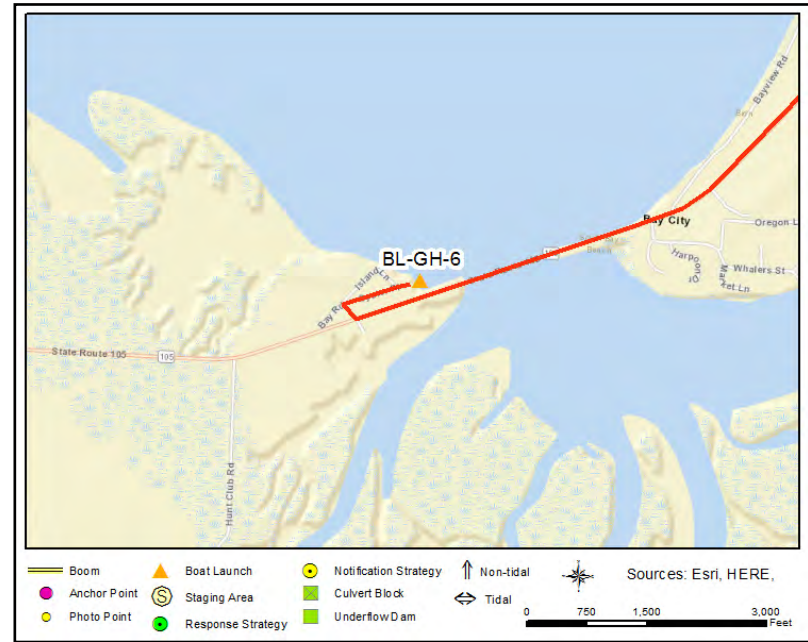 Bayview Rd
Bay City
Oregon L
Harpoon Ct
Whalers St
Market Ln
105
BL-GH-6
Island Ln
Bay R
State Route 105
105
Hunt Club Rd
Boom
Boat Launch
Notification Strategy
Non-tidal
Sources: Esri, HERE,
Anchor Point
S
Staging Area
Culvert Block
Tidal
Photo Point
Response Strategy
Underflow Dam
0
750
1,500
3,000
Feet